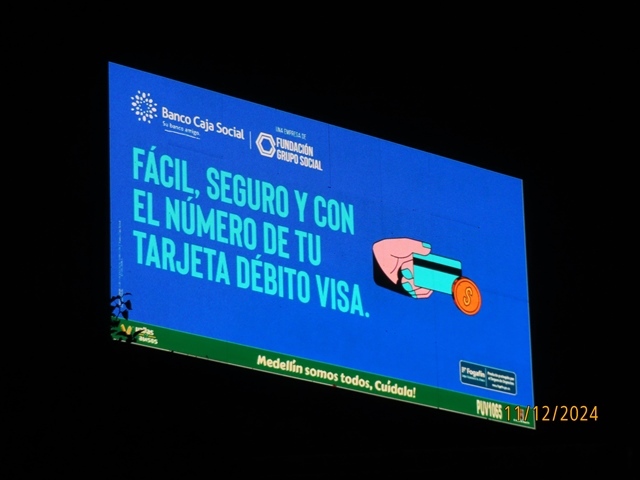 Banco Caja Social
Su banco amigo.
UNA EMPRESA DE
FUNDACIÓN
GRUPO SOCIAL
FÁCIL, SEGURO Y CON
EL NÚMERO DE TU
TARJETA DÉBITO VISA.
$
Fogafín
Medellín somos todos, Cuídala!
PUV1065
11/12/2024